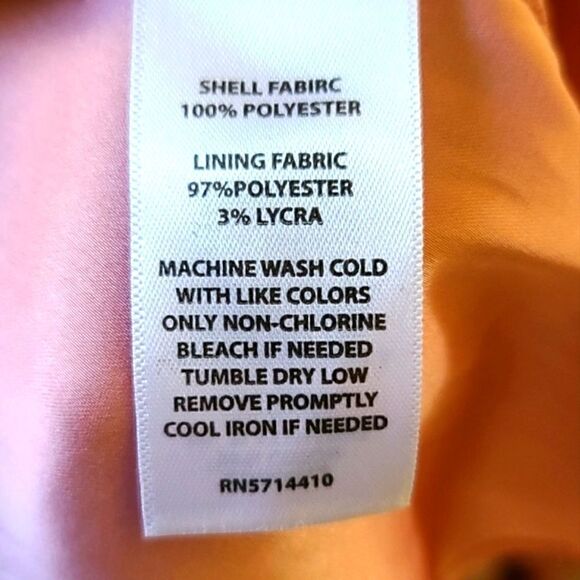 SHELL FABIRC
100% POLYESTER
LINING FABRIC
97%POLYESTER
3% LYCRA
MACHINE WASH COLD
WITH LIKE COLORS
ONLY NON-CHLORINE
BLEACH IF NEEDED
TUMBLE DRY LOW
REMOVE PROMPTLY
COOL IRON IF NEEDED
RN5714410